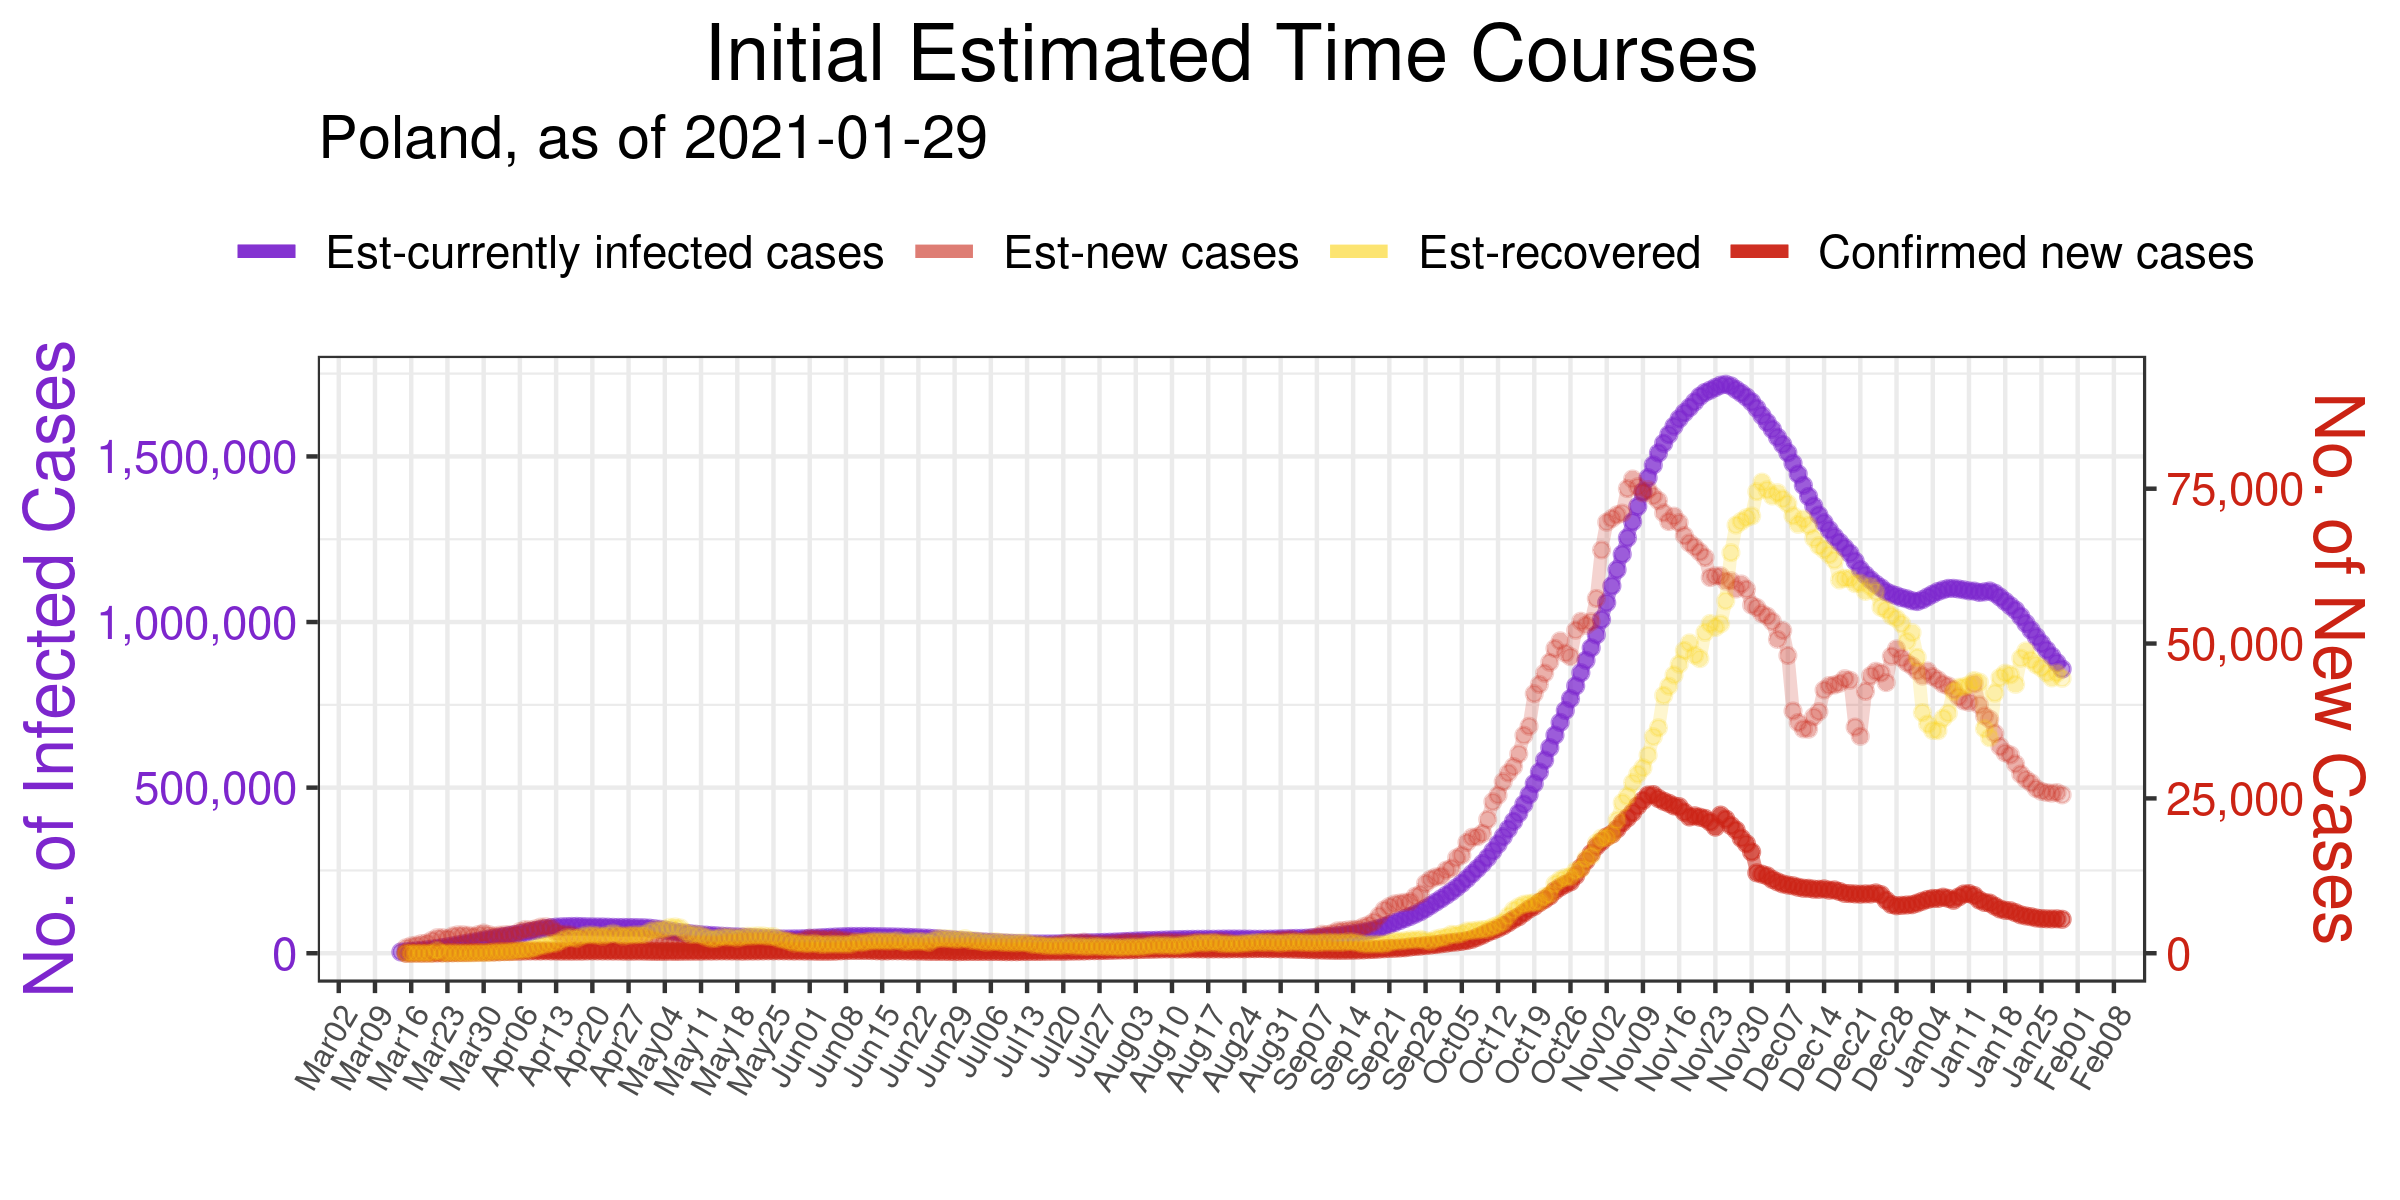 Initial Estimated Time Courses
Poland, as of 2021-01-29
Est-currently infected cases Est-new cases Est-recovered Confirmed new cases
No. of Infected Cases
1,500,000
1,000,000
500,000
0
75,000
50,000
25,000
0
No. of New Cases
Mar02 Mar09 Mar16 Mar23 Mar30 Apr06 Apr13 Apr20 Apr27 May04 May11 May18 May25 Jun01 Jun08 Jun15 Jun22 Jun29 Jul06 Jul13 Jul20 Jul27 Aug03 Aug10 Aug17 Aug24 Aug31 Sep07 Sep14 Sep21 Sep28 Oct05 Oct12 Oct19 Oct26 Nov02 Nov09 Nov16 Nov23 Nov30 Dec07 Dec14 Dec21 Dec28 Jan04 Jan11 Jan18 Jan25 Feb01 Feb08